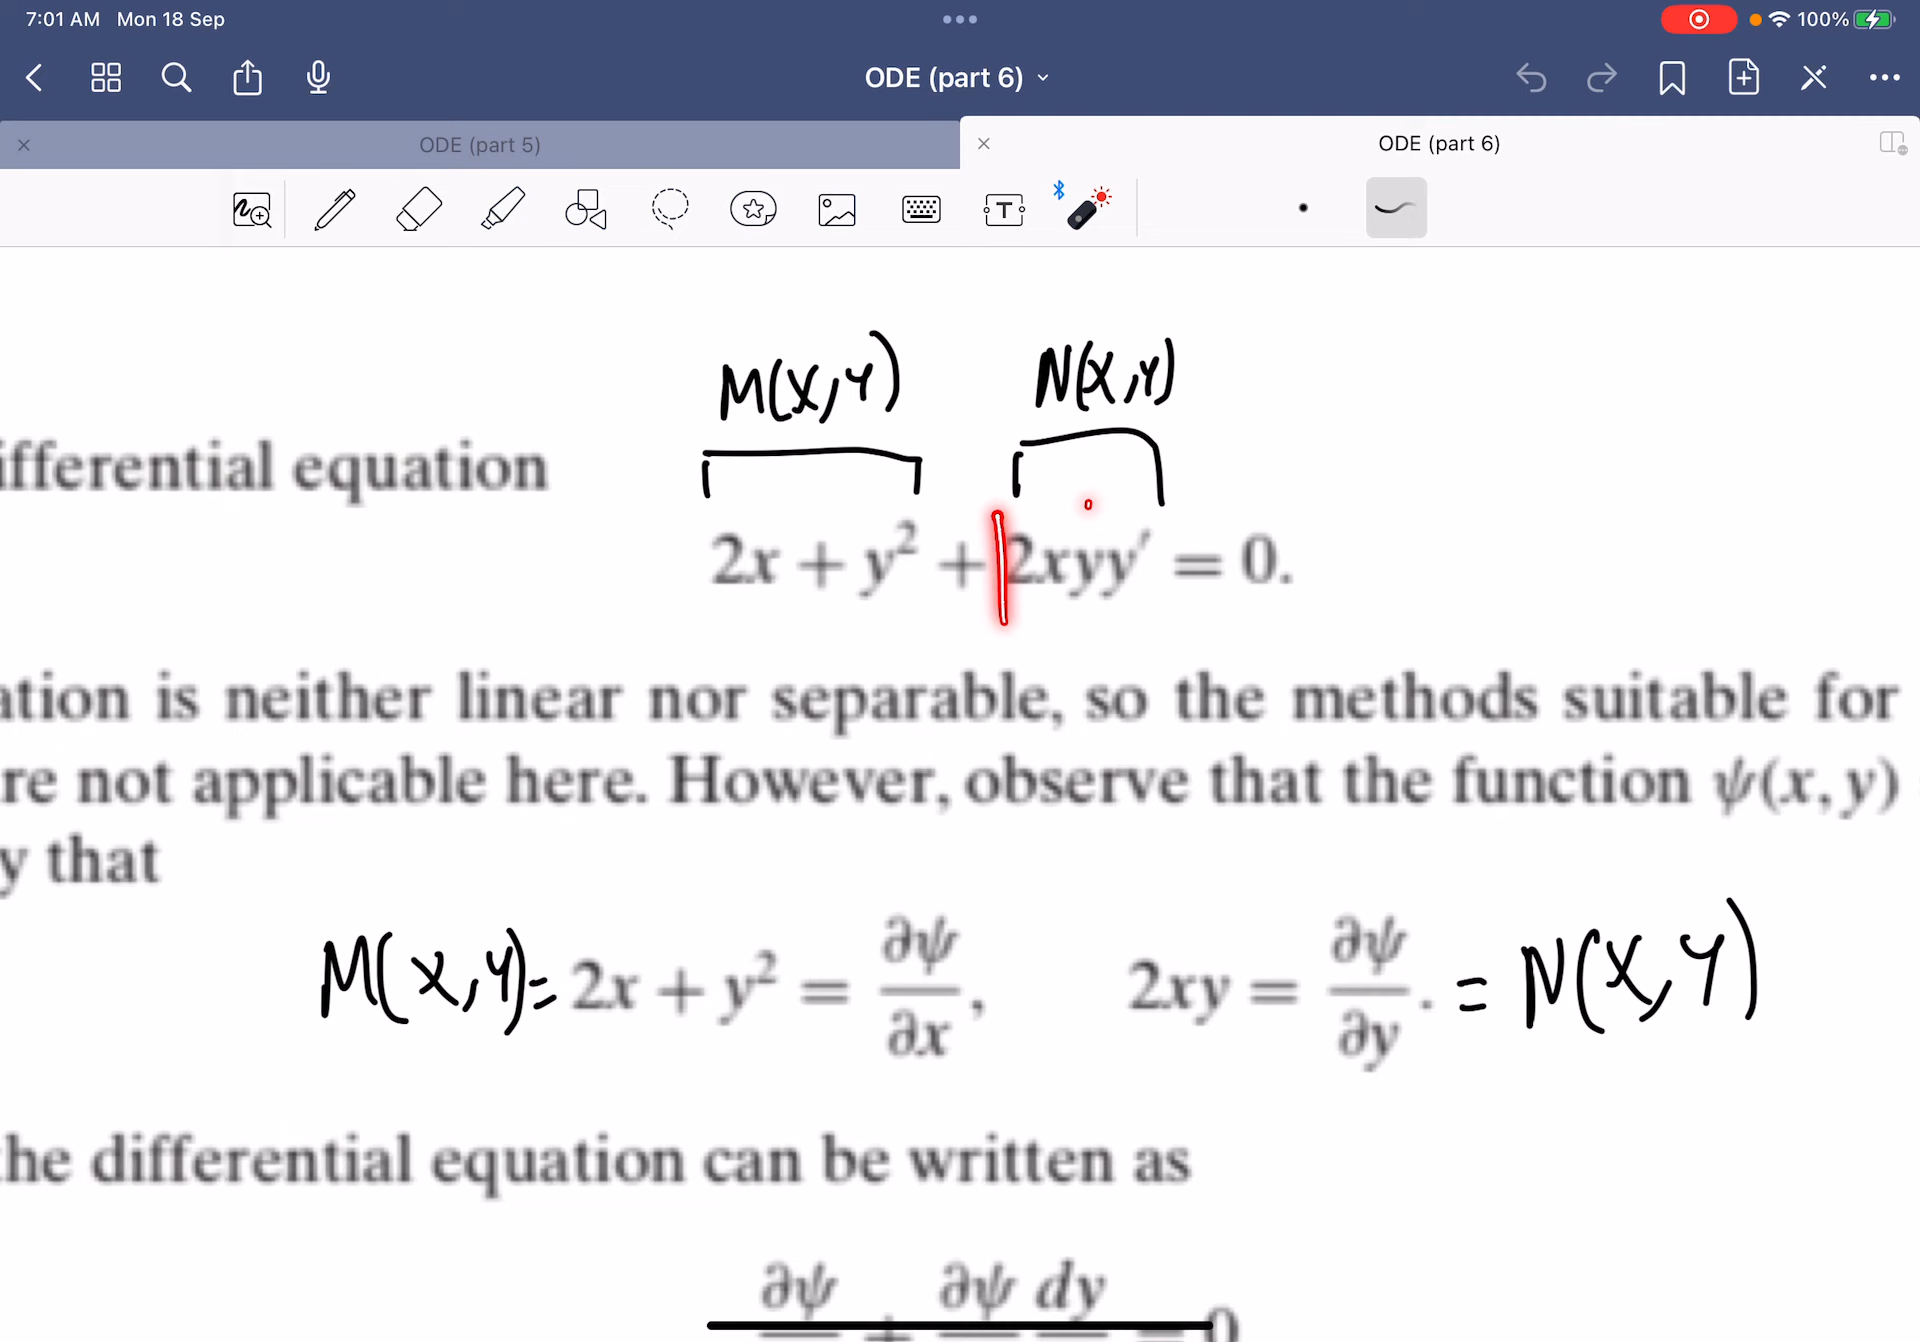 7:01 AM Mon 18 Sep
100%
ODE (part 6)
ODE (part 5)
ODE (part 6)
T
M(x,y) N(x,y)
ifferential equation
2x + y² + 2xyy′ = 0.
ation is neither linear nor separable, so the methods suitable for
re not applicable here. However, observe that the function ψ(x, y)
y that
M(x,y)= 2x + y² = ∂ψ/∂x, 2xy = ∂ψ/∂y. = N(x,y)
he differential equation can be written as
∂ψ + ∂ψ dy = 0